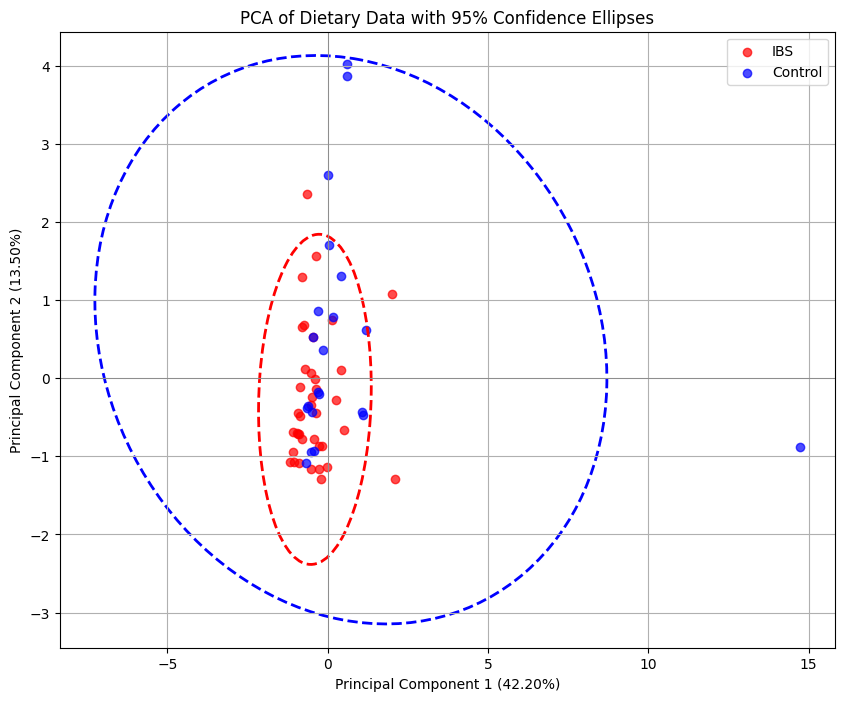 PCA of Dietary Data with 95% Confidence Ellipses
IBS
Control
4
3
2
1
0
−1
−2
−3
Principal Component 2 (13.50%)
−5
0
5
10
15
Principal Component 1 (42.20%)